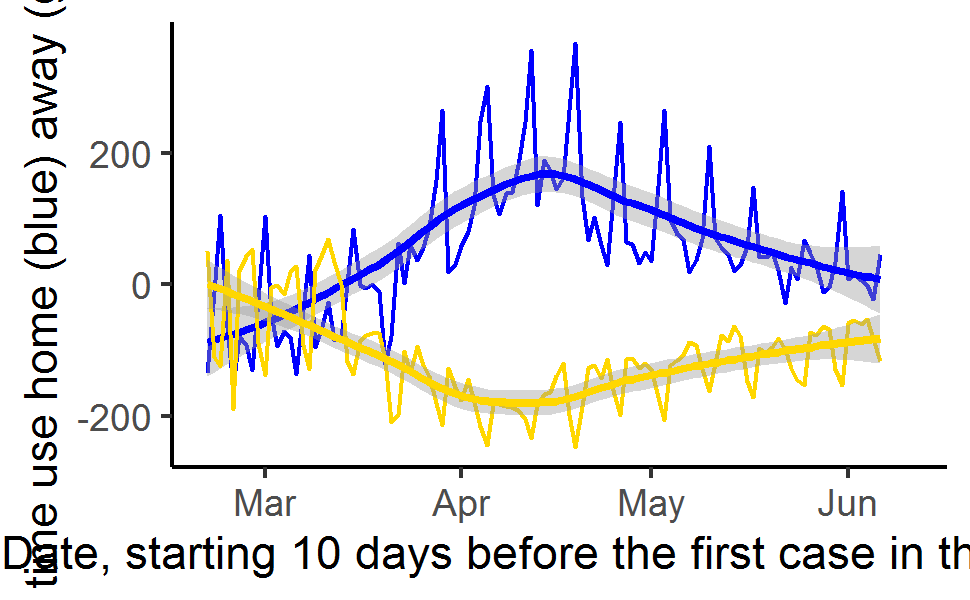 time use home (blue) away (
200
0
-200
Mar Apr May Jun
Date, starting 10 days before the first case in th